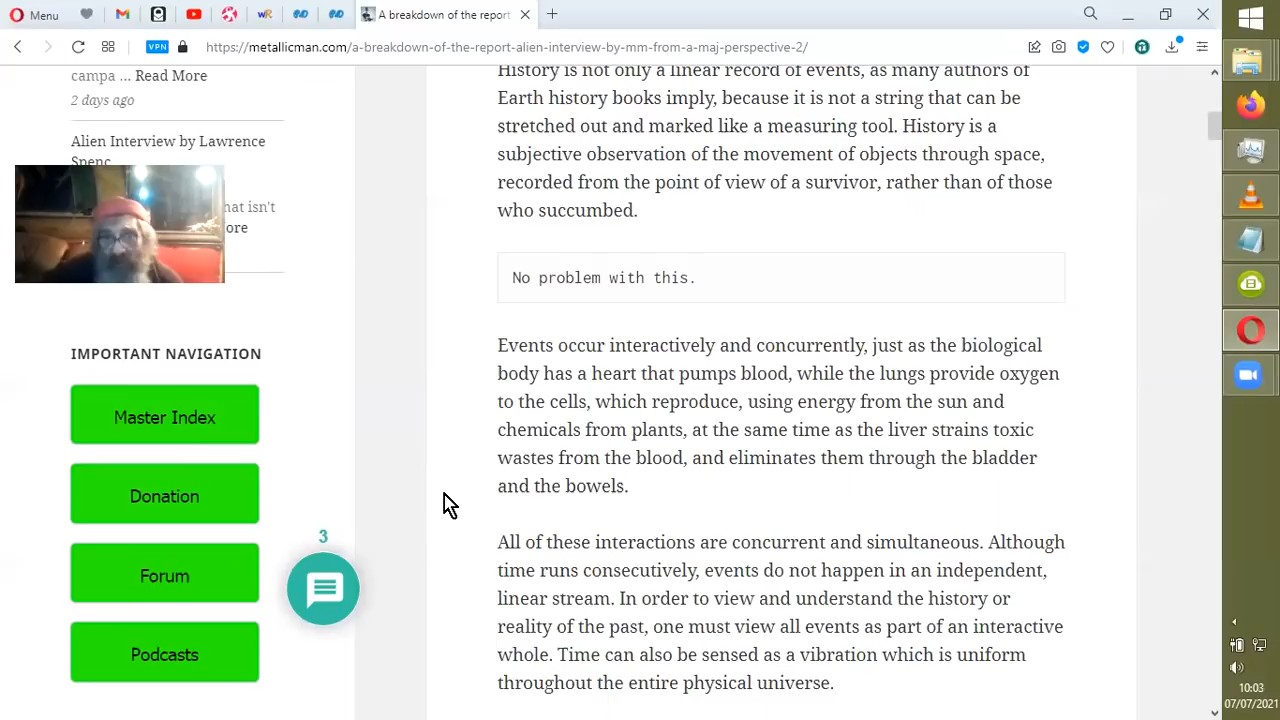 Menu
A breakdown of the report
VPN
https://metallicman.com/a-breakdown-of-the-report-alien-interview-by-mm-from-a-maj-perspective-2/
campa ... Read More
2 days ago
Alien Interview by Lawrence
Spenc
hat isn't
ore
IMPORTANT NAVIGATION
Master Index
Donation
Forum
Podcasts
3
History is not only a linear record of events, as many authors of
Earth history books imply, because it is not a string that can be
stretched out and marked like a measuring tool. History is a
subjective observation of the movement of objects through space,
recorded from the point of view of a survivor, rather than of those
who succumbed.
No problem with this.
Events occur interactively and concurrently, just as the biological
body has a heart that pumps blood, while the lungs provide oxygen
to the cells, which reproduce, using energy from the sun and
chemicals from plants, at the same time as the liver strains toxic
wastes from the blood, and eliminates them through the bladder
and the bowels.
All of these interactions are concurrent and simultaneous. Although
time runs consecutively, events do not happen in an independent,
linear stream. In order to view and understand the history or
reality of the past, one must view all events as part of an interactive
whole. Time can also be sensed as a vibration which is uniform
throughout the entire physical universe.
10:03
07/07/2021